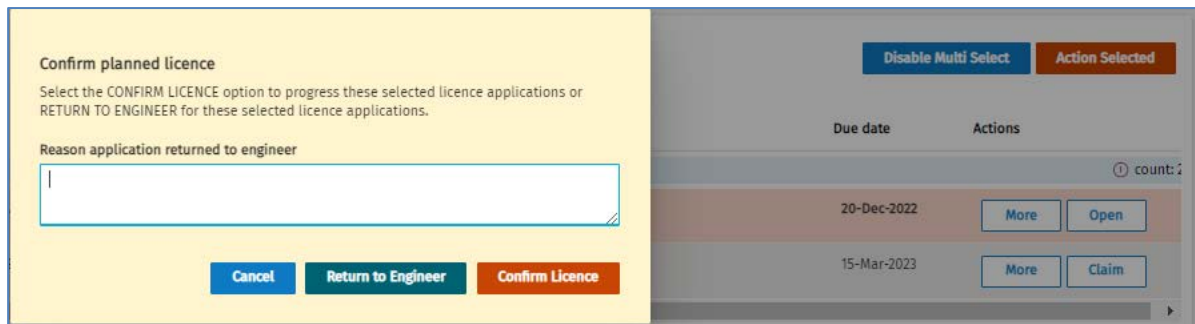 Confirm planned licence
Select the CONFIRM LICENCE option to progress these selected licence applications or
RETURN TO ENGINEER for these selected licence applications.
Reason application returned to engineer
Cancel Return to Engineer Confirm Licence
Disable Multi Select Action Selected
Due date Actions
count: 2
20-Dec-2022 More Open
15-Mar-2023 More Claim